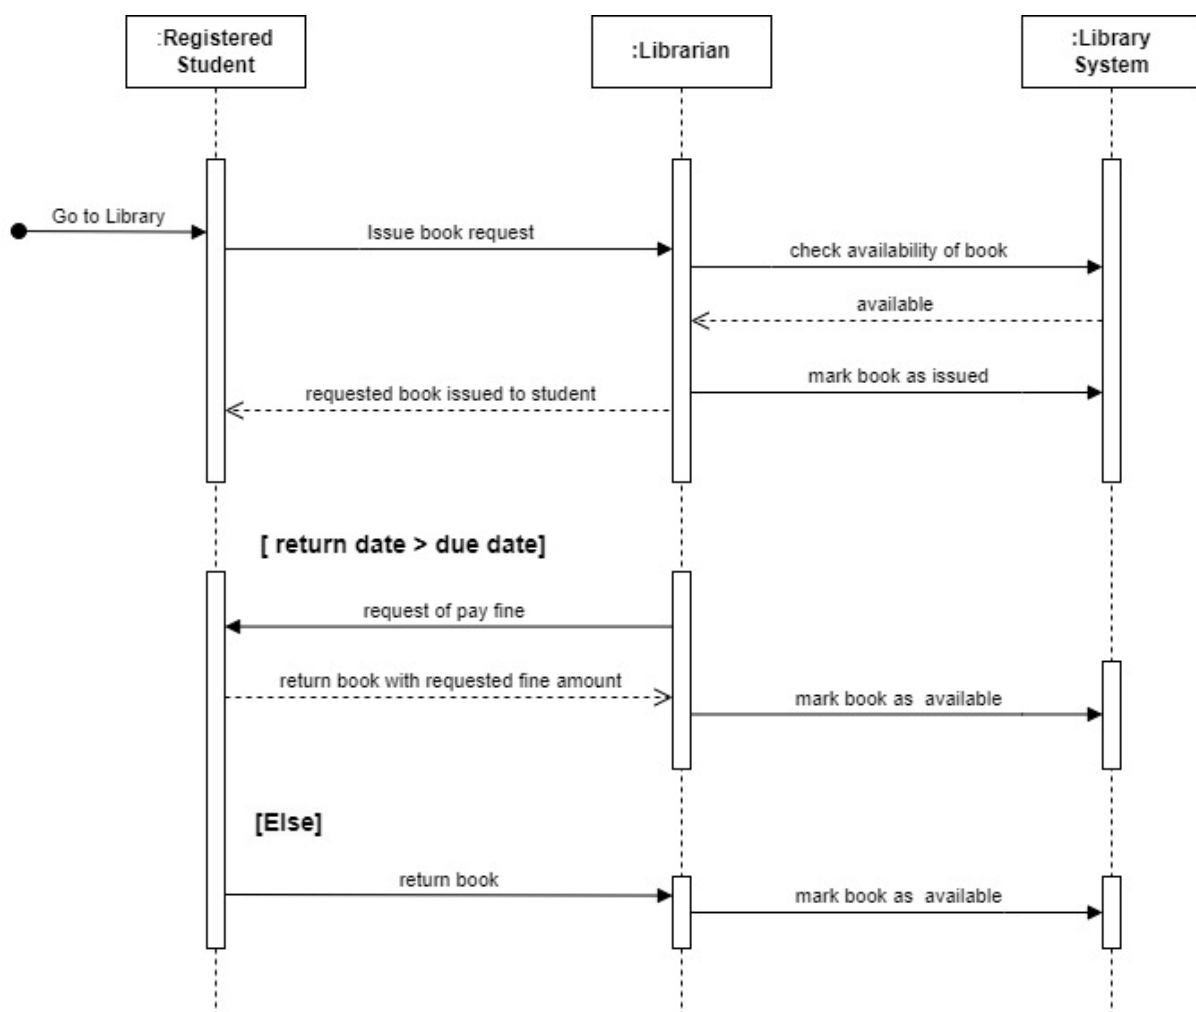 :Registered
Student
:Librarian
:Library
System
Go to Library
Issue book request
check availability of book
available
mark book as issued
requested book issued to student
[ return date > due date]
request of pay fine
return book with requested fine amount
mark book as  available
[Else]
return book
mark book as  available